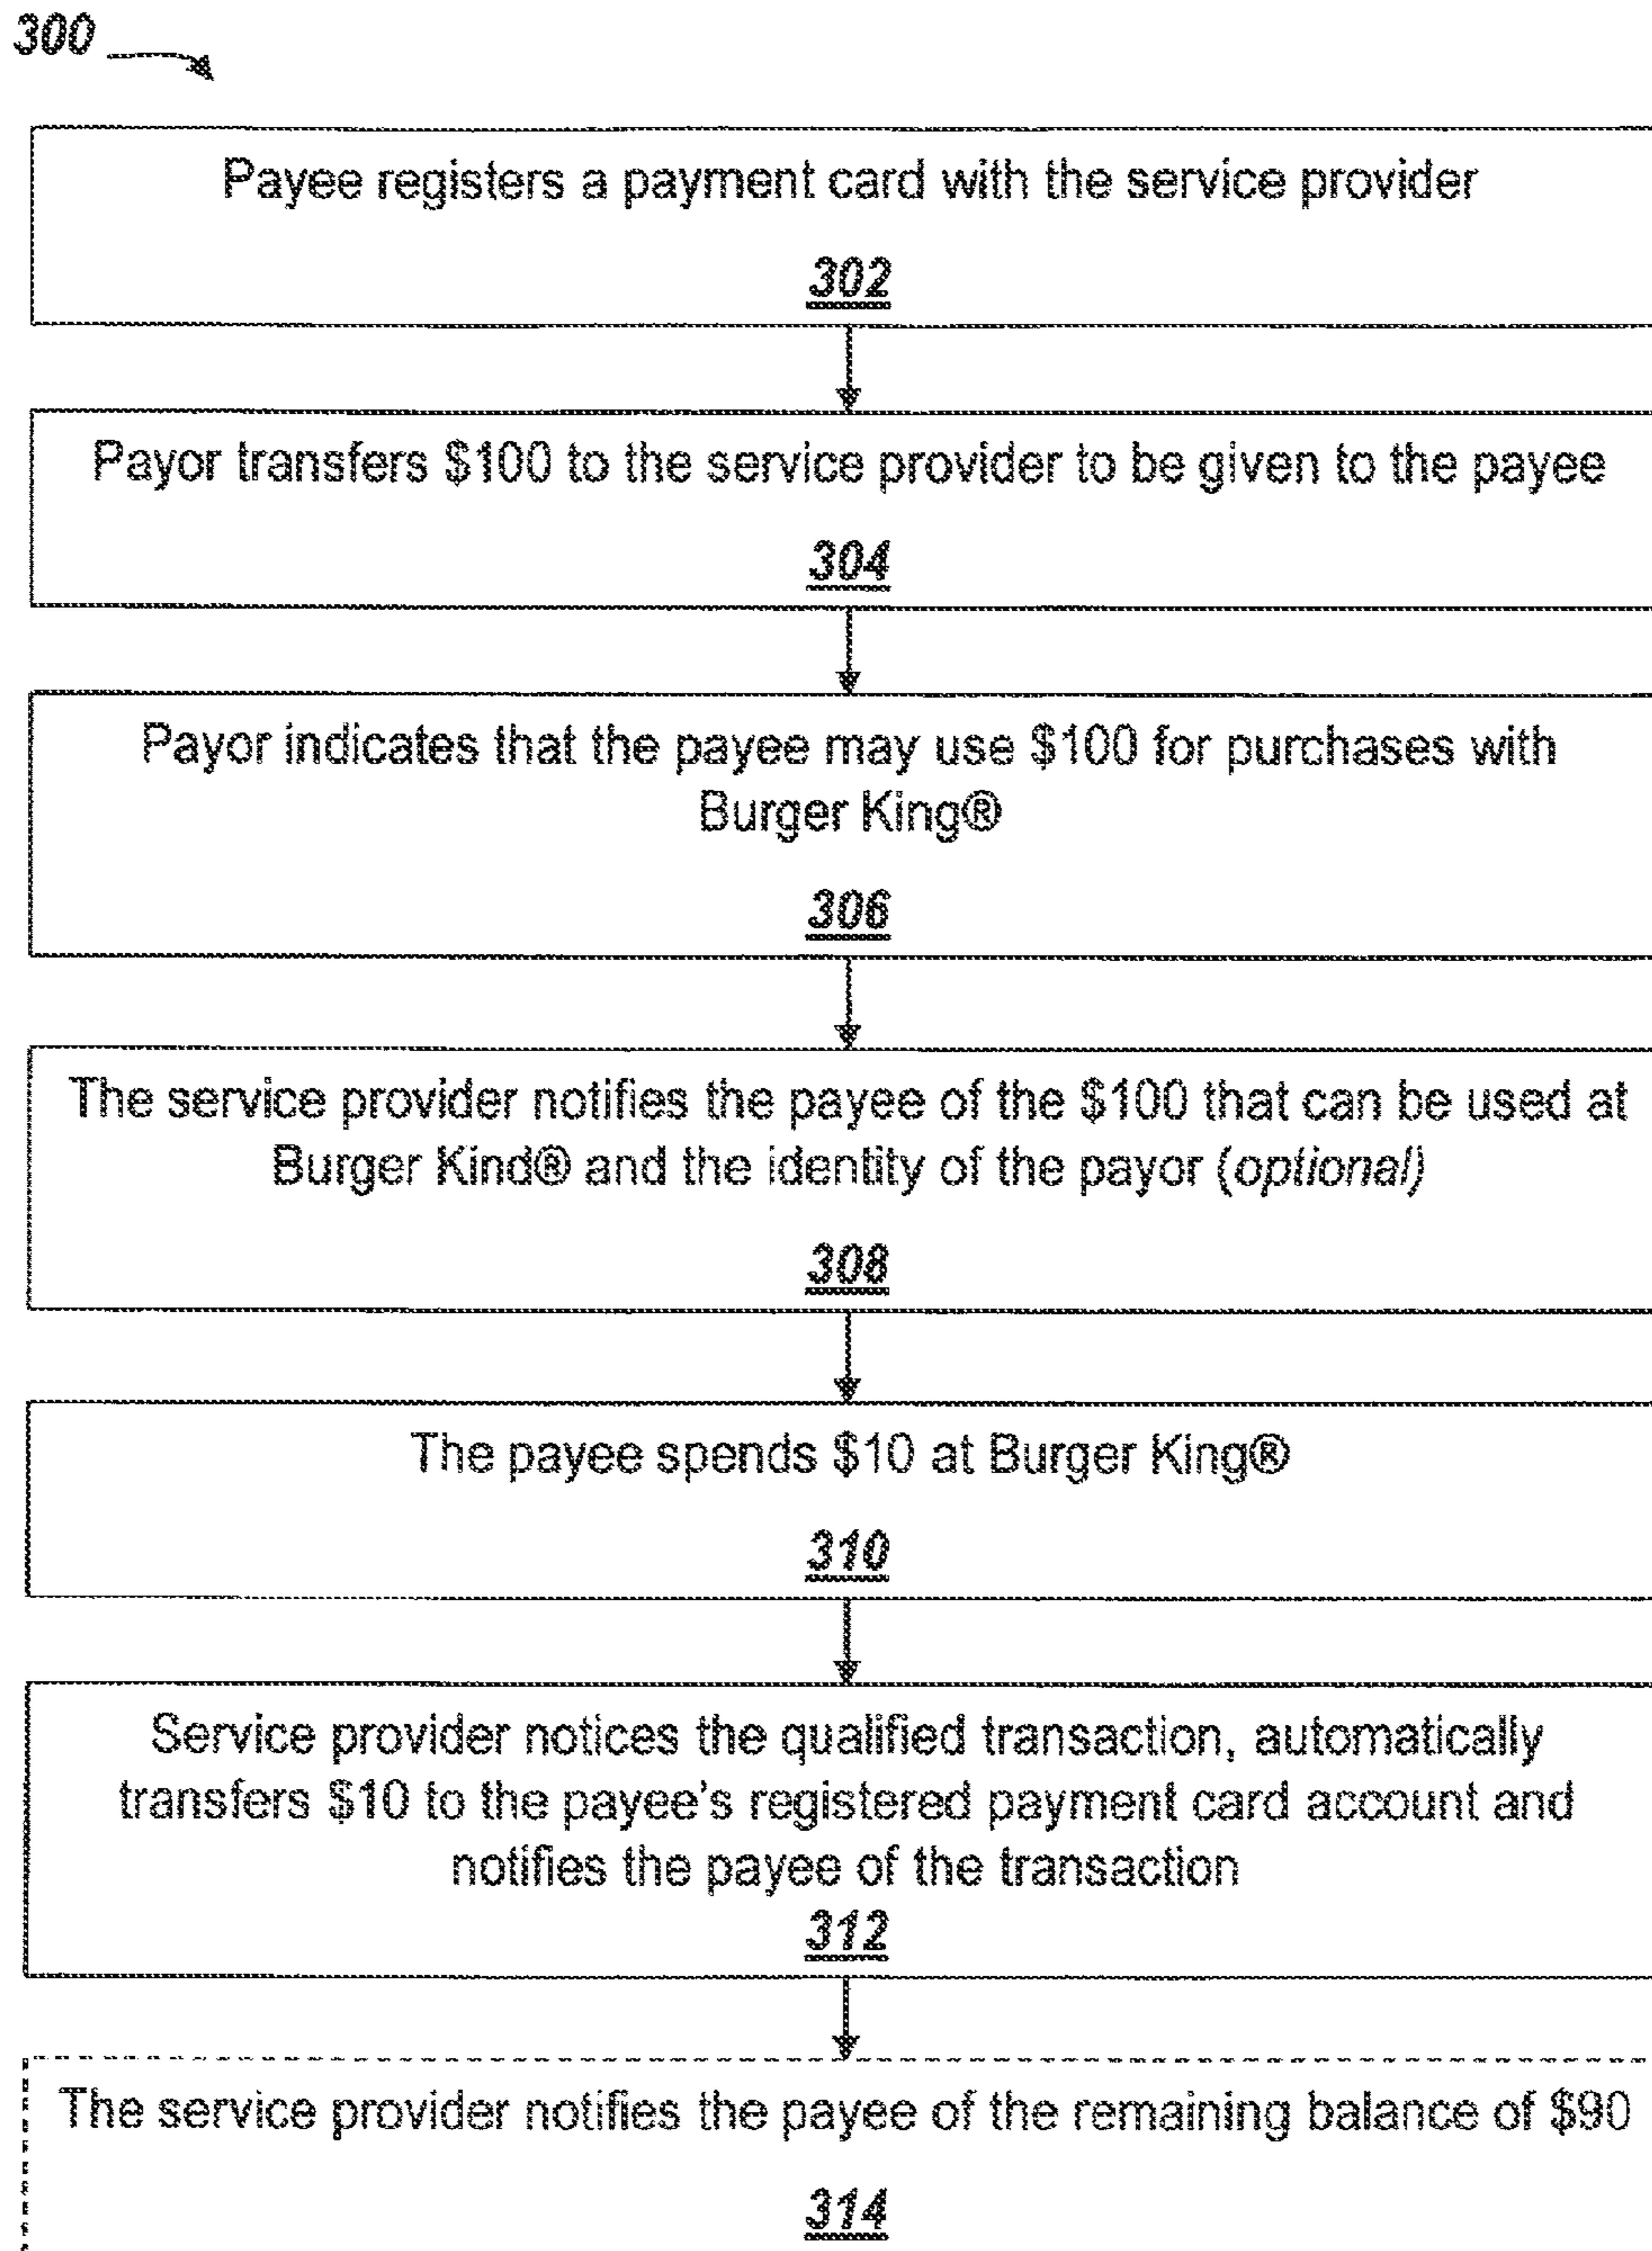 300
Payee registers a payment card with the service provider
302
Payor transfers $100 to the service provider to be given to the payee
304
Payor indicates that the payee may use $100 for purchases with
Burger King®
306
The service provider notifies the payee of the $100 that can be used at
Burger Kind® and the identity of the payor (optional)
308
The payee spends $10 at Burger King®
310
Service provider notices the qualified transaction, automatically
transfers $10 to the payee's registered payment card account and
notifies the payee of the transaction
312
The service provider notifies the payee of the remaining balance of $90
314